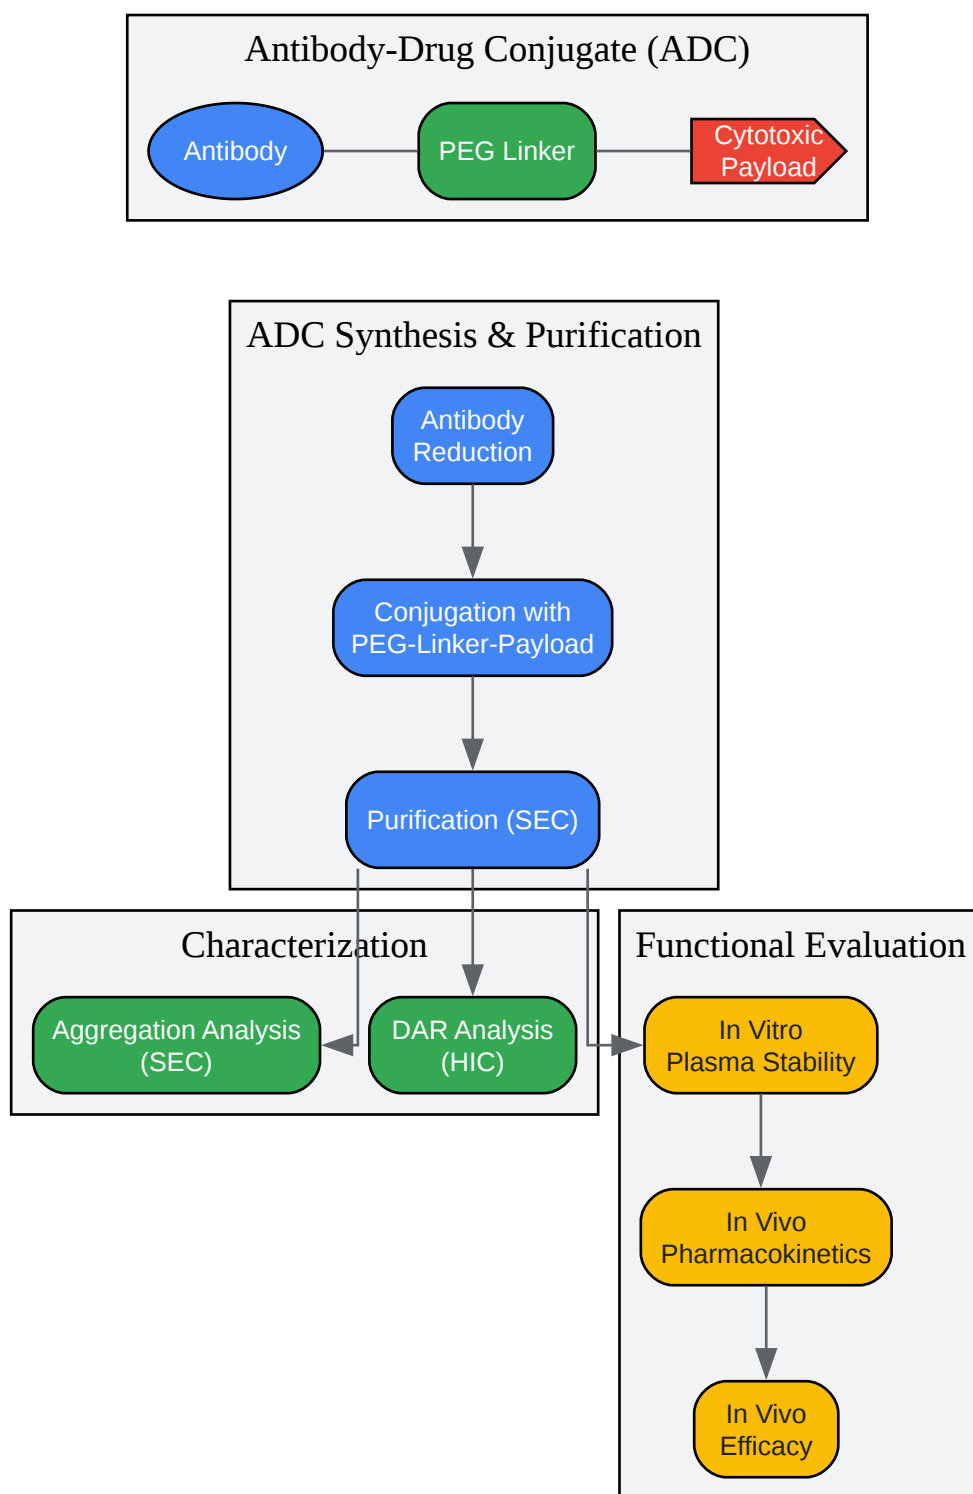 Antibody-Drug Conjugate (ADC)
Antibody
PEG Linker
Cytotoxic
Payload
ADC Synthesis & Purification
Antibody
Reduction
Conjugation with
PEG-Linker-Payload
Purification (SEC)
Characterization
Aggregation Analysis
(SEC)
DAR Analysis
(HIC)
Functional Evaluation
In Vitro
Plasma Stability
In Vivo
Pharmacokinetics
In Vivo
Efficacy